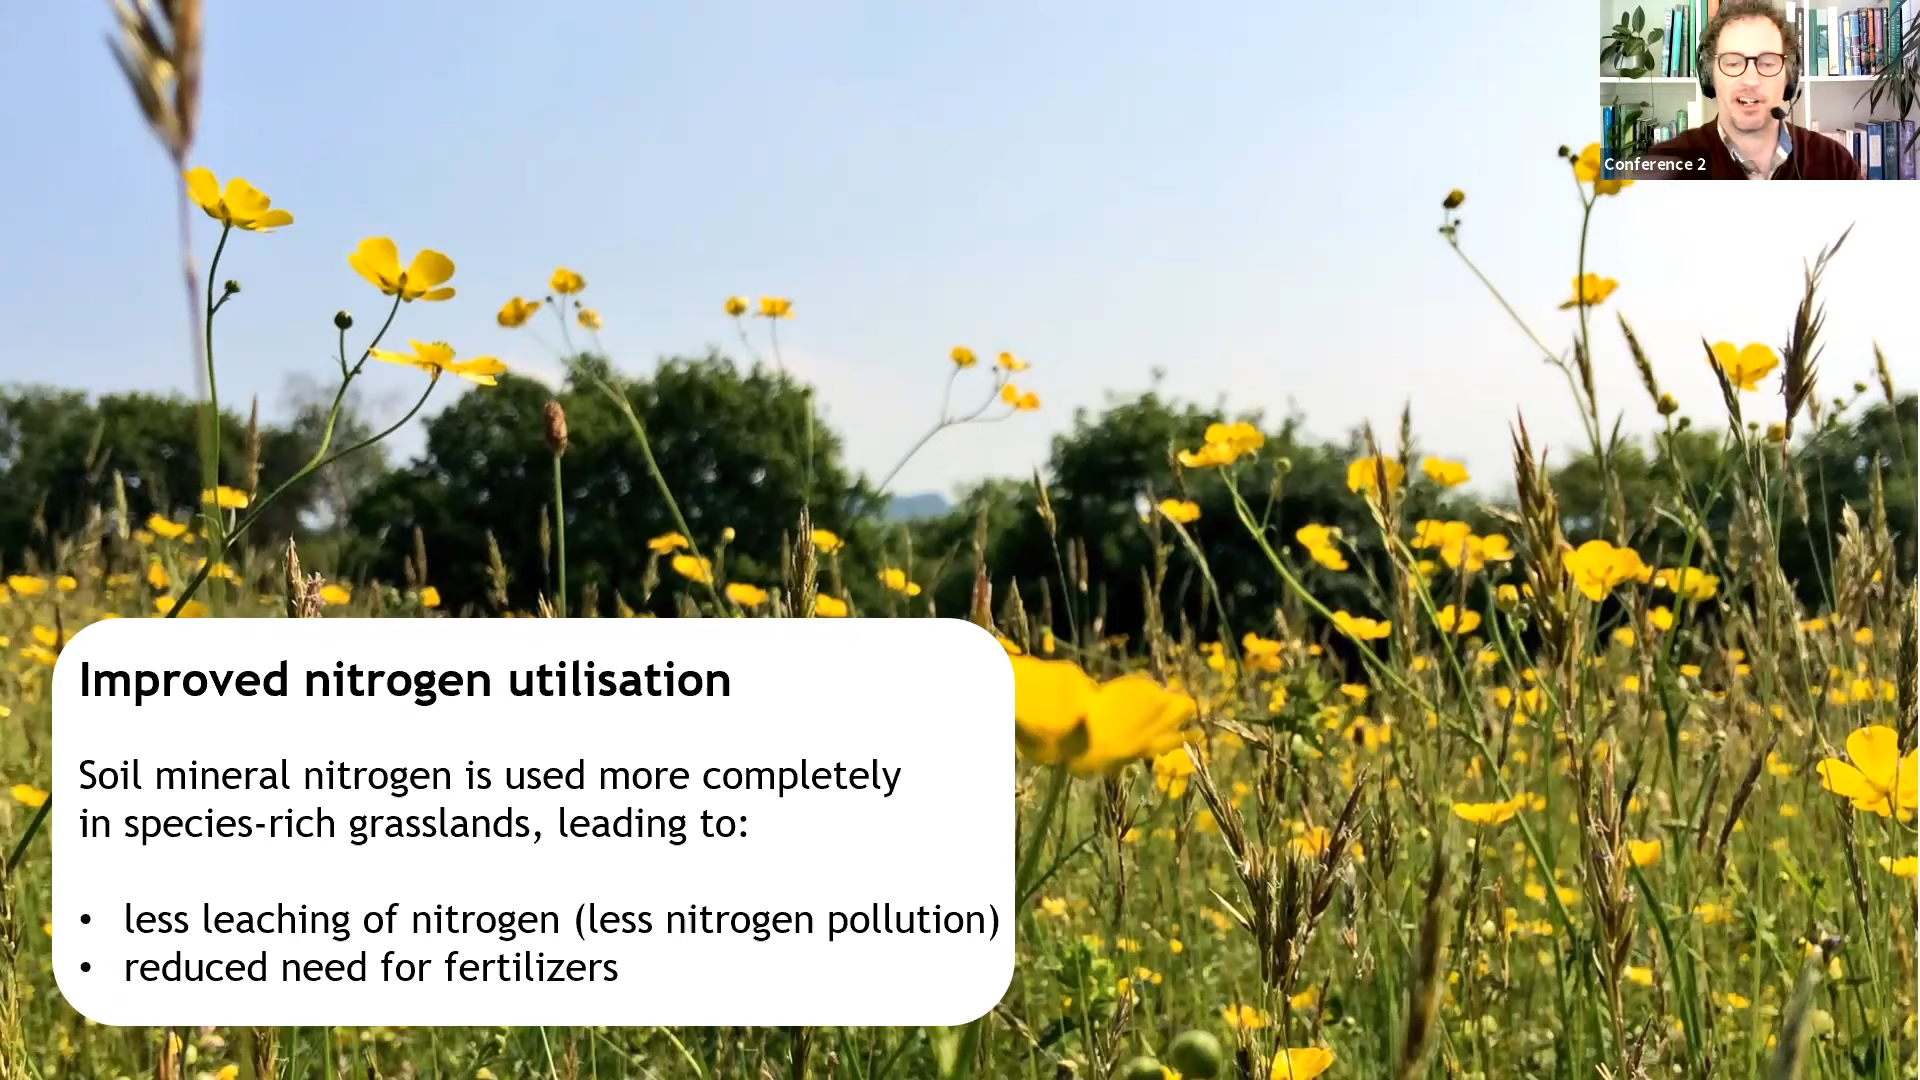 Conference 2
Improved nitrogen utilisation
Soil mineral nitrogen is used more completely
in species-rich grasslands, leading to:
• less leaching of nitrogen (less nitrogen pollution)
• reduced need for fertilizers